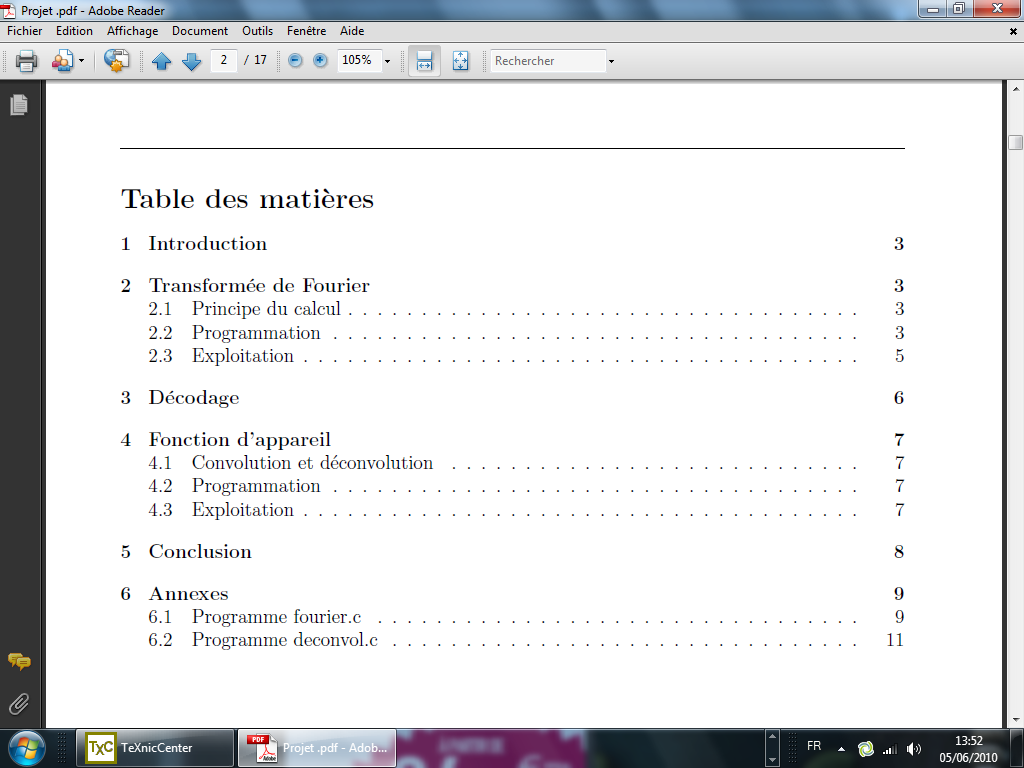 Projet .pdf - Adobe Reader
Fichier Edition Affichage Document Outils Fenêtre Aide
2 / 17 105% Rechercher
Table des matières
1 Introduction 3
2 Transformée de Fourier 3
2.1 Principe du calcul . . . . . . . . . . . . . . . . . . . . . . . . . . . . . . . . . . . 3
2.2 Programmation . . . . . . . . . . . . . . . . . . . . . . . . . . . . . . . . . . . . 3
2.3 Exploitation . . . . . . . . . . . . . . . . . . . . . . . . . . . . . . . . . . . . . . 5
3 Décodage 6
4 Fonction d'appareil 7
4.1 Convolution et déconvolution . . . . . . . . . . . . . . . . . . . . . . . . . . . . 7
4.2 Programmation . . . . . . . . . . . . . . . . . . . . . . . . . . . . . . . . . . . . 7
4.3 Exploitation . . . . . . . . . . . . . . . . . . . . . . . . . . . . . . . . . . . . . . 7
5 Conclusion 8
6 Annexes 9
6.1 Programme fourier.c . . . . . . . . . . . . . . . . . . . . . . . . . . . . . . . . . 9
6.2 Programme deconvol.c . . . . . . . . . . . . . . . . . . . . . . . . . . . . . . . . 11
TXC TeXnicCenter
PDF Adobe Projet .pdf - Adob...
FR
13:52
05/06/2010